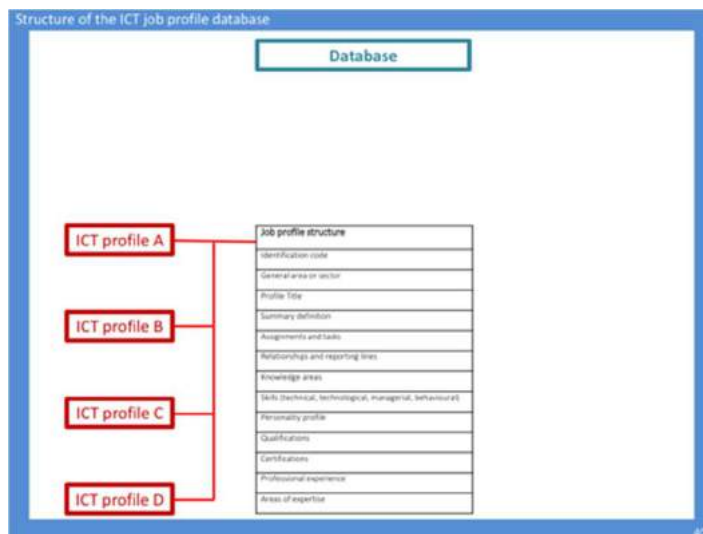 Structure of the ICT job profile database
Database
ICT profile A
ICT profile B
ICT profile C
ICT profile D
Job profile structure
Identification code
General area or sector
Profile Title
Summary definition
Assignments and tasks
Relationships and reporting lines
Knowledge areas
Skills (technical, technological, managerial, behavioural)
Personality profile
Qualifications
Certifications
Professional experience
Areas of expertise